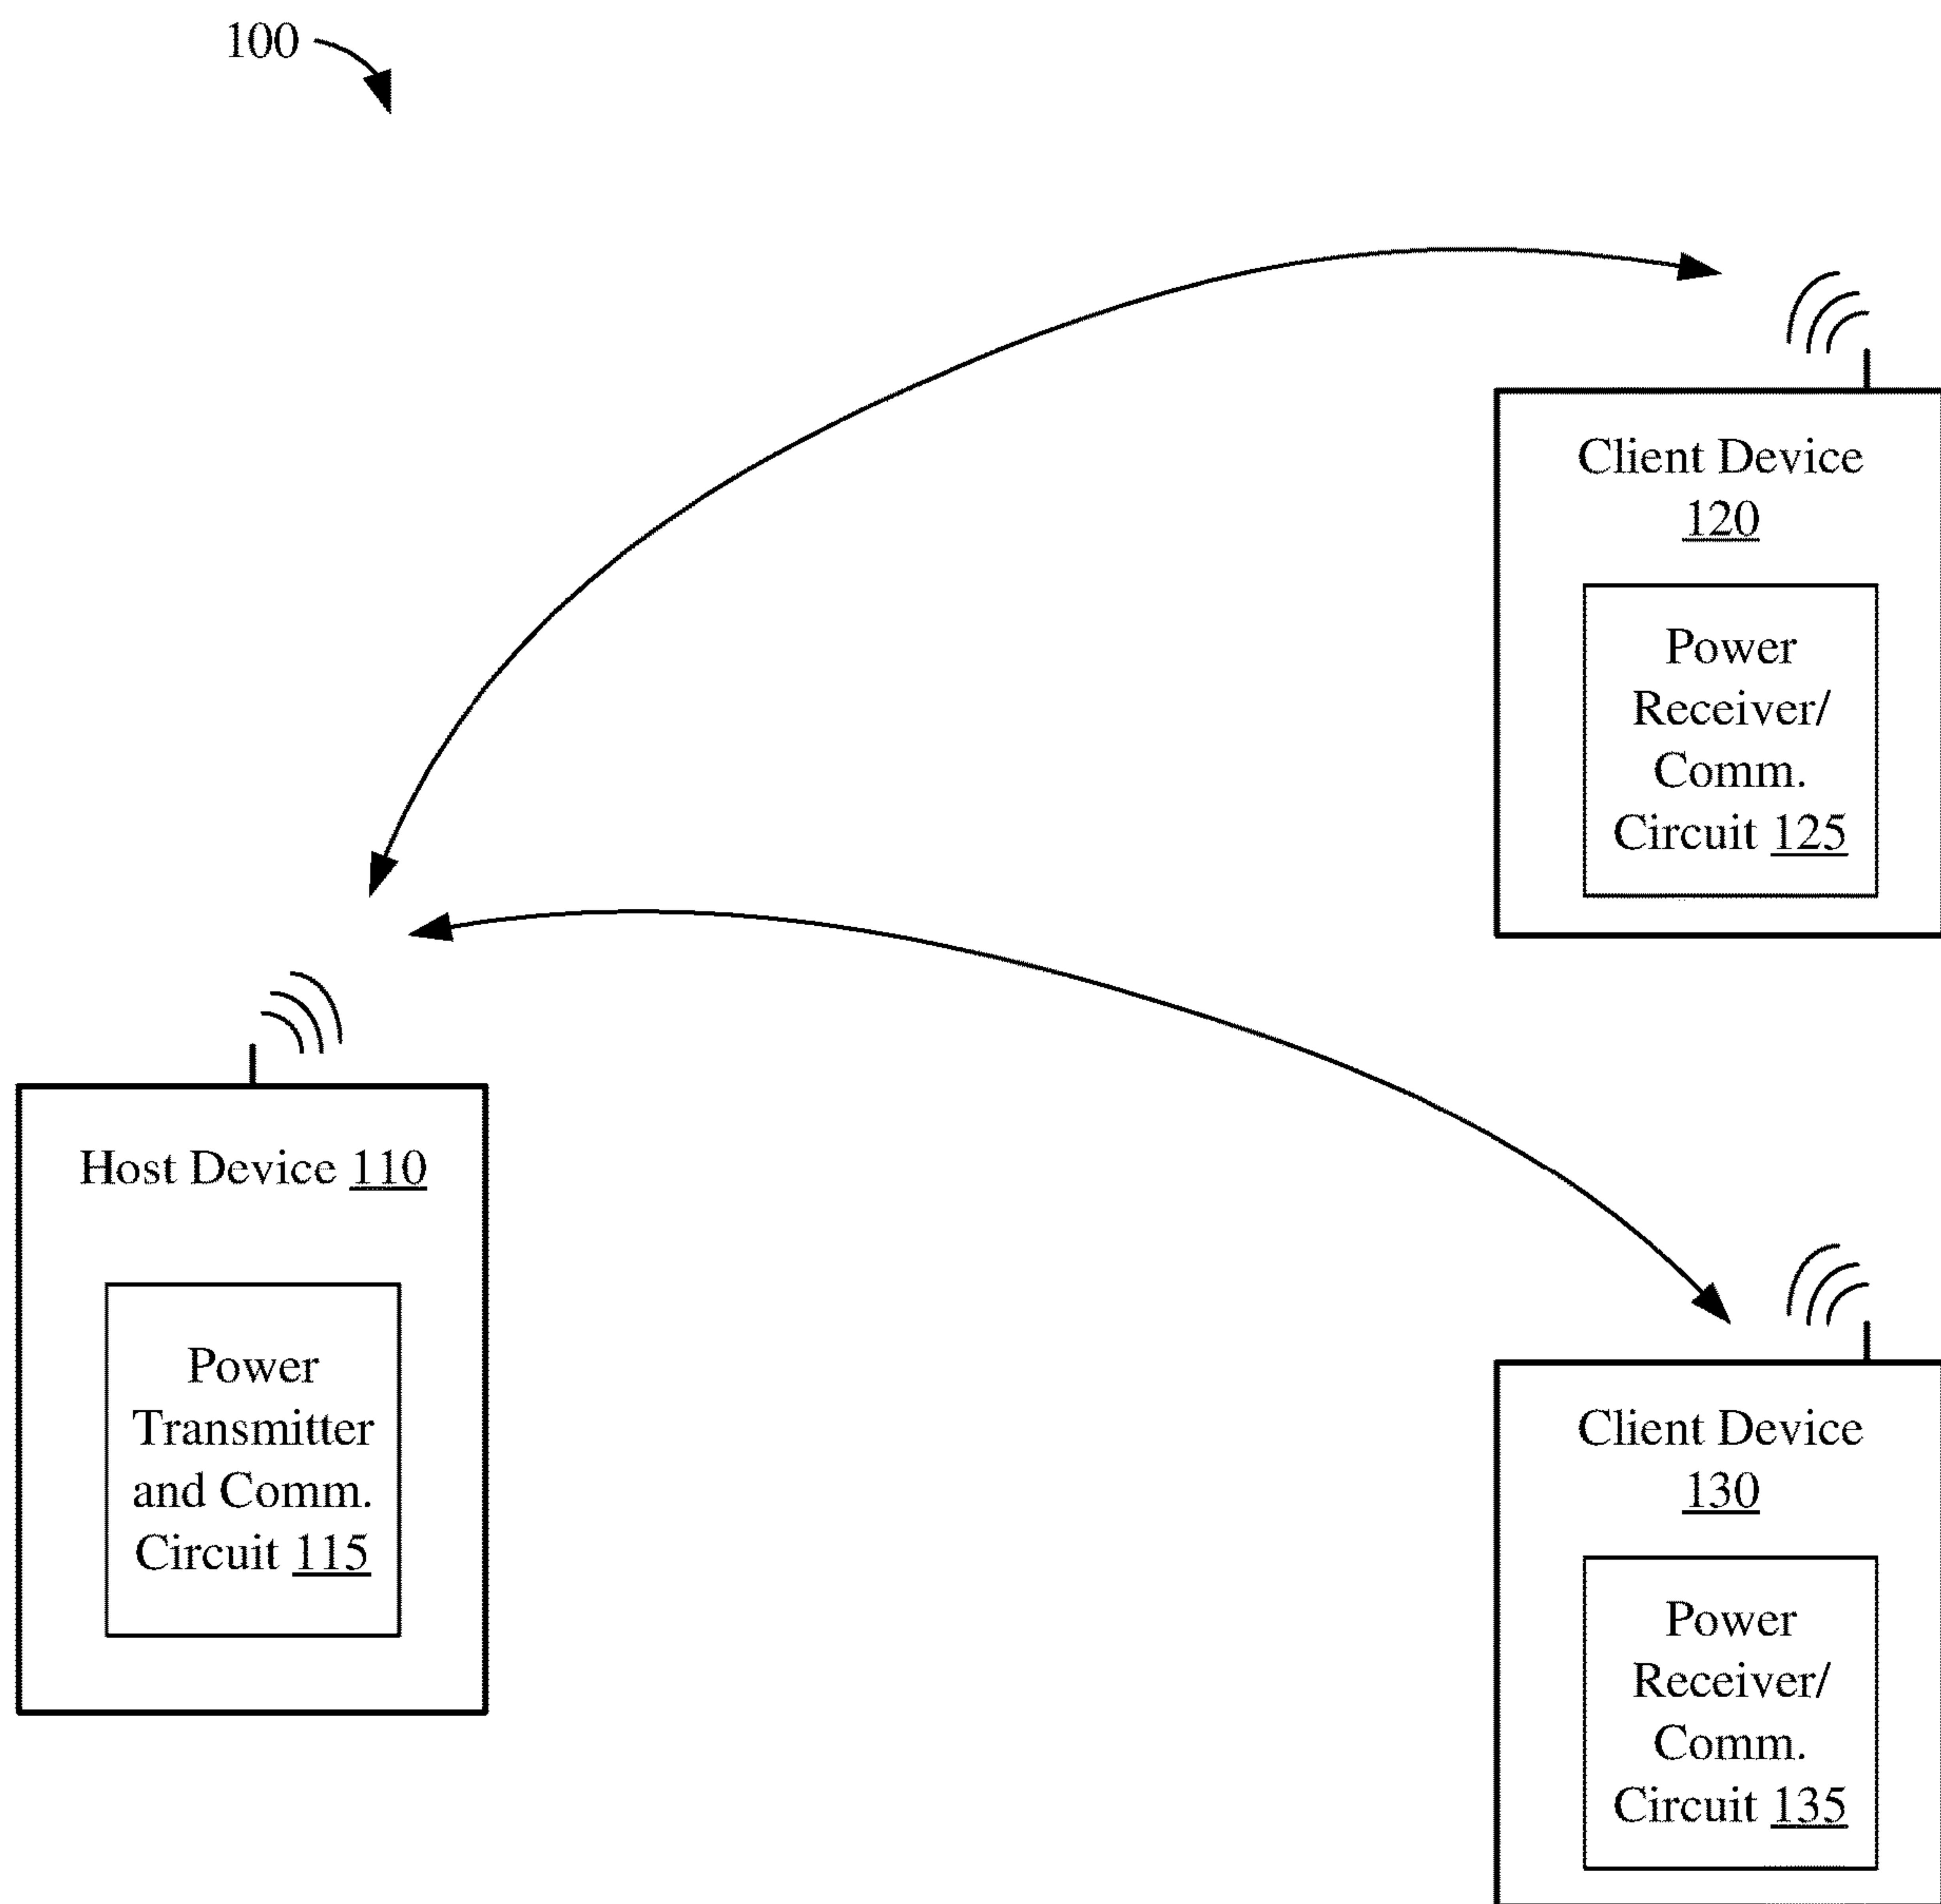 100
Client Device
120
Power
Receiver/
Comm.
Circuit 125
Host Device 110
Power
Transmitter
and Comm.
Circuit 115
Client Device
130
Power
Receiver/
Comm.
Circuit 135